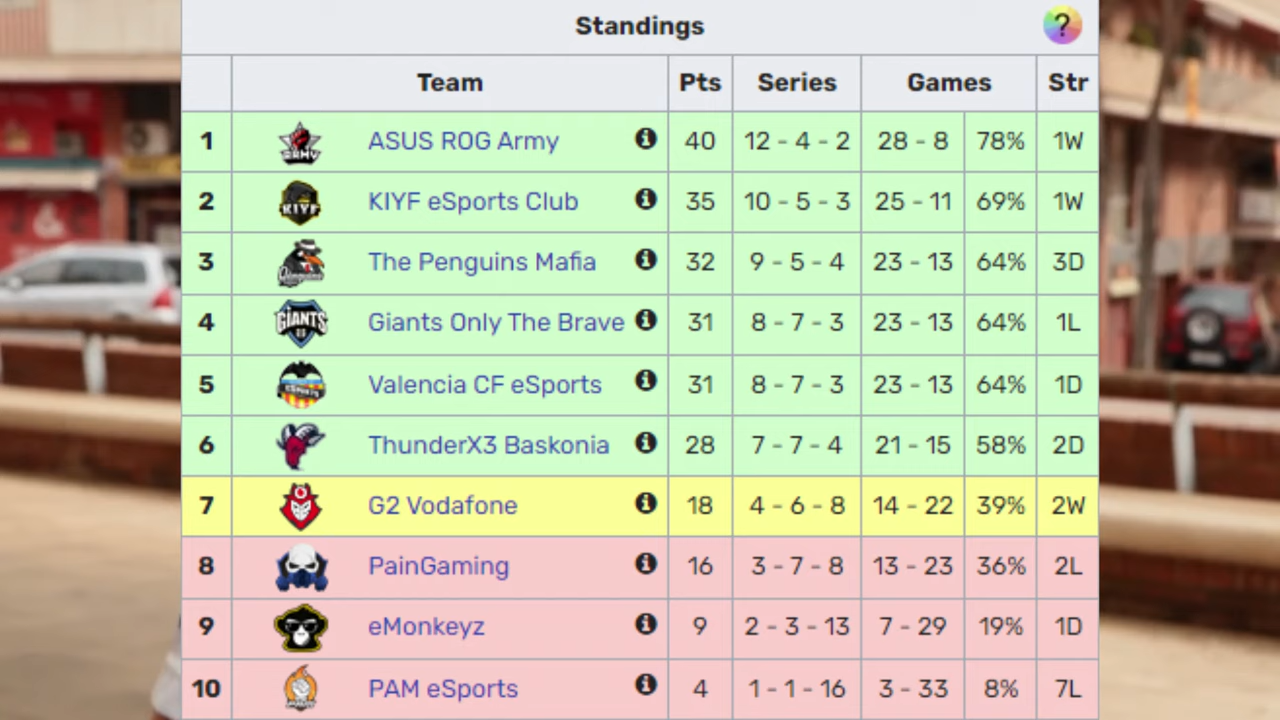 Standings ?
Team Pts Series Games Str
1 ARMY ASUS ROG Army 40 12 - 4 - 2 28 - 8 78% 1W
2 KIYF KIYF eSports Club 35 10 - 5 - 3 25 - 11 69% 1W
3 The Penguins Mafia 32 9 - 5 - 4 23 - 13 64% 3D
4 GIANTS Giants Only The Brave 31 8 - 7 - 3 23 - 13 64% 1L
5 ESPORTS Valencia CF eSports 31 8 - 7 - 3 23 - 13 64% 1D
6 ThunderX3 Baskonia 28 7 - 7 - 4 21 - 15 58% 2D
7 G2 Vodafone 18 4 - 6 - 8 14 - 22 39% 2W
8 PainGaming 16 3 - 7 - 8 13 - 23 36% 2L
9 eMonkeyz 9 2 - 3 - 13 7 - 29 19% 1D
10 PAM eSports 4 1 - 1 - 16 3 - 33 8% 7L